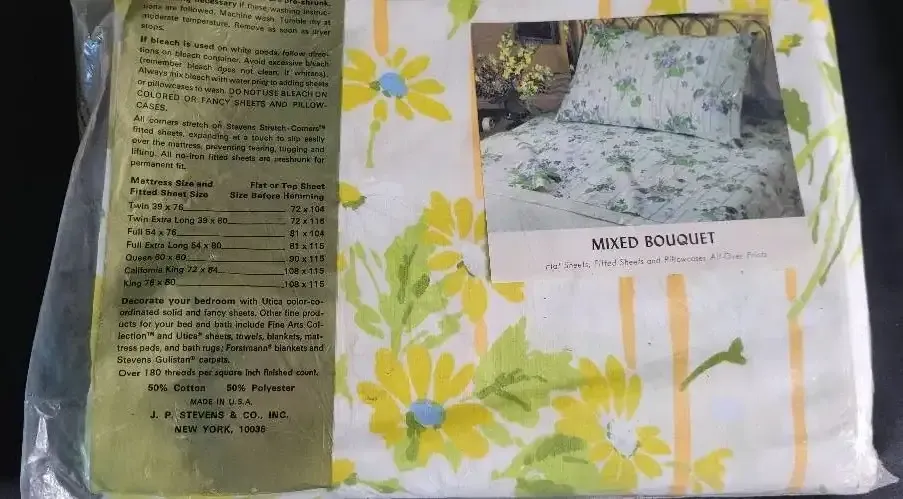 necessary if these washing instruc-
tions are followed. Machine wash. Tumble dry at
moderate temperature. Remove as soon as dryer
stops.
If bleach is used on white goods, follow direc-
tions on bleach container. Avoid excessive bleach
(remember bleach does not clean, it whitens).
Always mix bleach with water prior to adding sheets
or pillowcases to wash. DO NOT USE BLEACH ON
COLORED OR FANCY SHEETS AND PILLOW-
CASES.
All corners stretch on Stevens Stretch-Corners™
fitted sheets, expanding at a touch to slip easily
over the mattress, preventing tearing, tugging and
lifting. All no-iron fitted sheets are preshrunk for
permanent fit.
Mattress Size and Flat or Top Sheet
Fitted Sheet Size Size Before Hemming
Twin 39 x 76 72 x 104
Twin Extra Long 39 x 80 72 x 116
Full 54 x 76 81 x 104
Full Extra Long 54 x 80 81 x 115
Queen 60 x 80 90 x 115
California King 72 x 84 108 x 115
King 76 x 80 108 x 115
Decorate your bedroom with Utica color-co-
ordinated solid and fancy sheets. Other fine prod-
ucts for your bed and bath include Fine Arts Col-
lection™ and Utica® sheets, towels, blankets, mat-
tress pads, and bath rugs; Forstmann® blankets and
Stevens Gulistan® carpets.
Over 180 threads per square inch finished count.
50% Cotton 50% Polyester
MADE IN U.S.A.
J. P. STEVENS & CO., INC.
NEW YORK, 10036
MIXED BOUQUET
Flat Sheets, Fitted Sheets and Pillowcases All-Over Prints